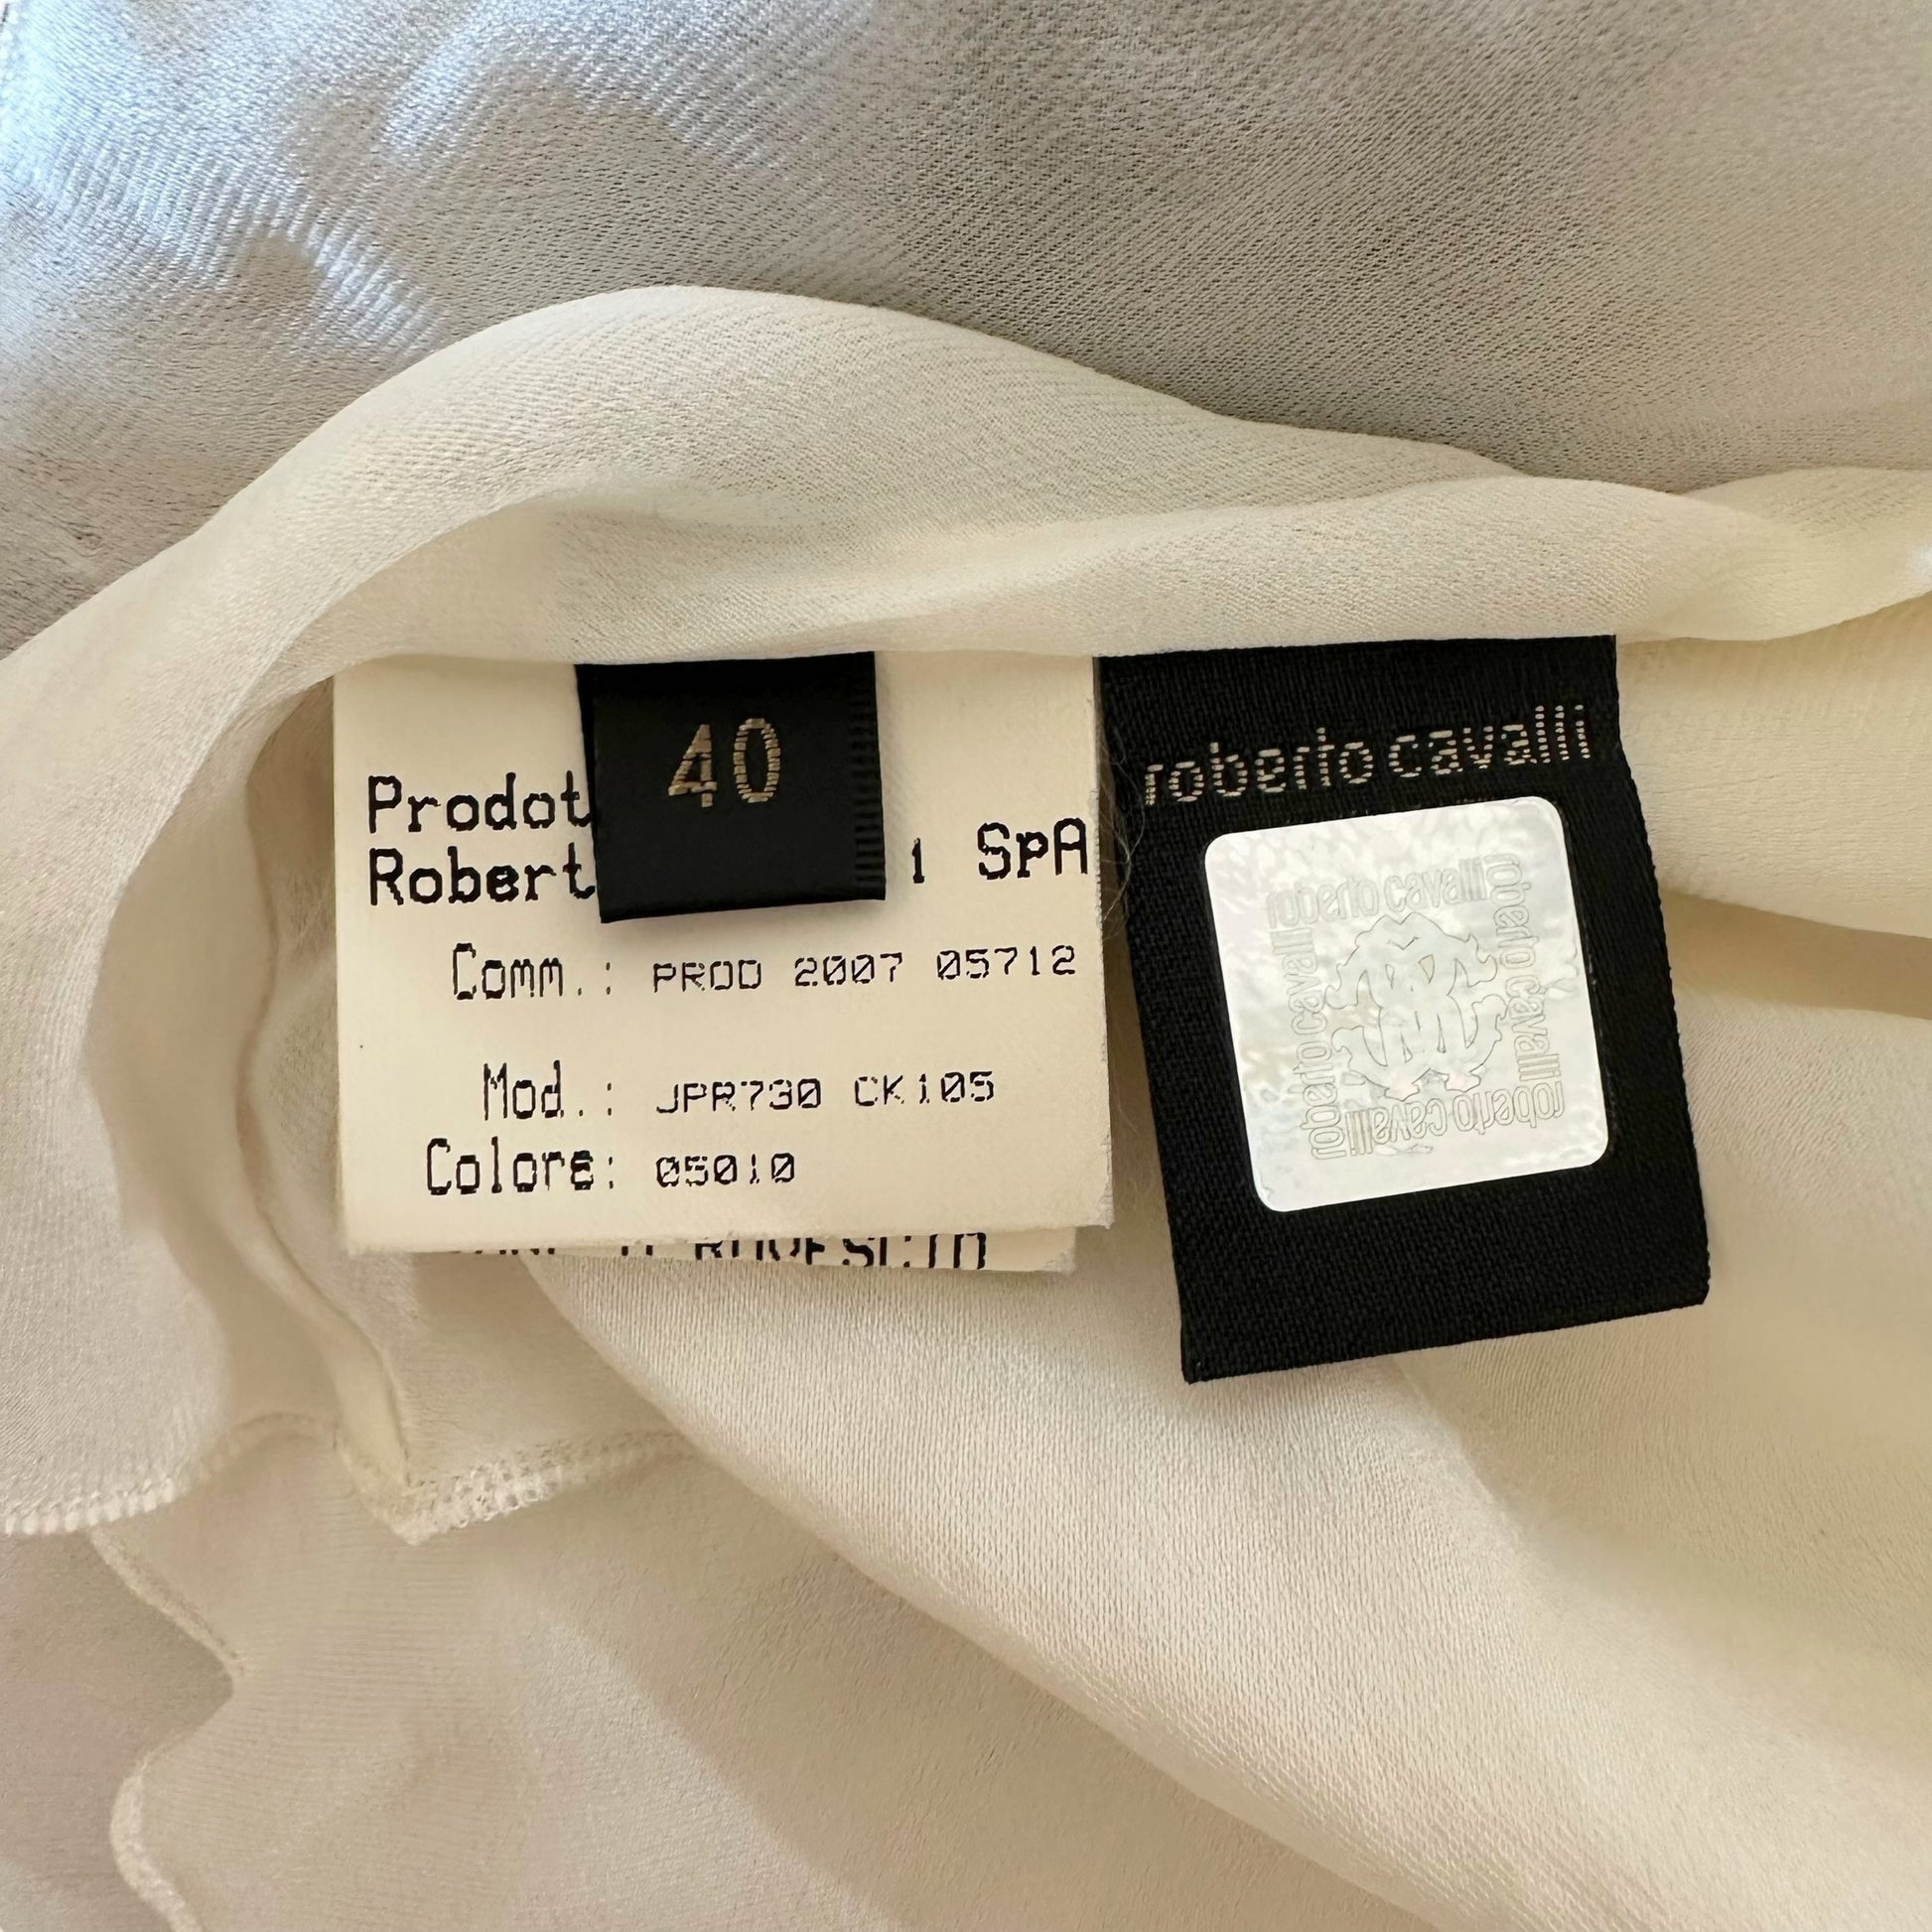 40
Prodot
Robert 1 SpA
Comm.: PROD 2007 05712
Mod.: JPR730 CK105
Colore: 05010
ROVESCIO
roberto cavalli
roberto cavalli
roberto cavalli
roberto cavalli
roberto cavalli